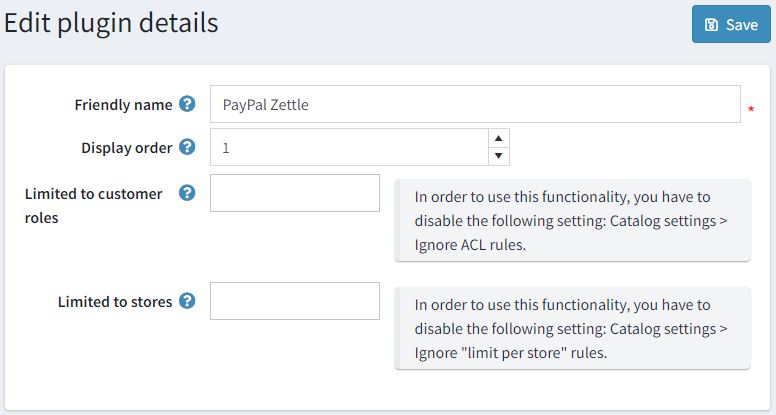 Edit plugin details
Save
Friendly name
PayPal Zettle
*
Display order
1
Limited to customer
roles
In order to use this functionality, you have to
disable the following setting: Catalog settings >
Ignore ACL rules.
Limited to stores
In order to use this functionality, you have to
disable the following setting: Catalog settings >
Ignore "limit per store" rules.